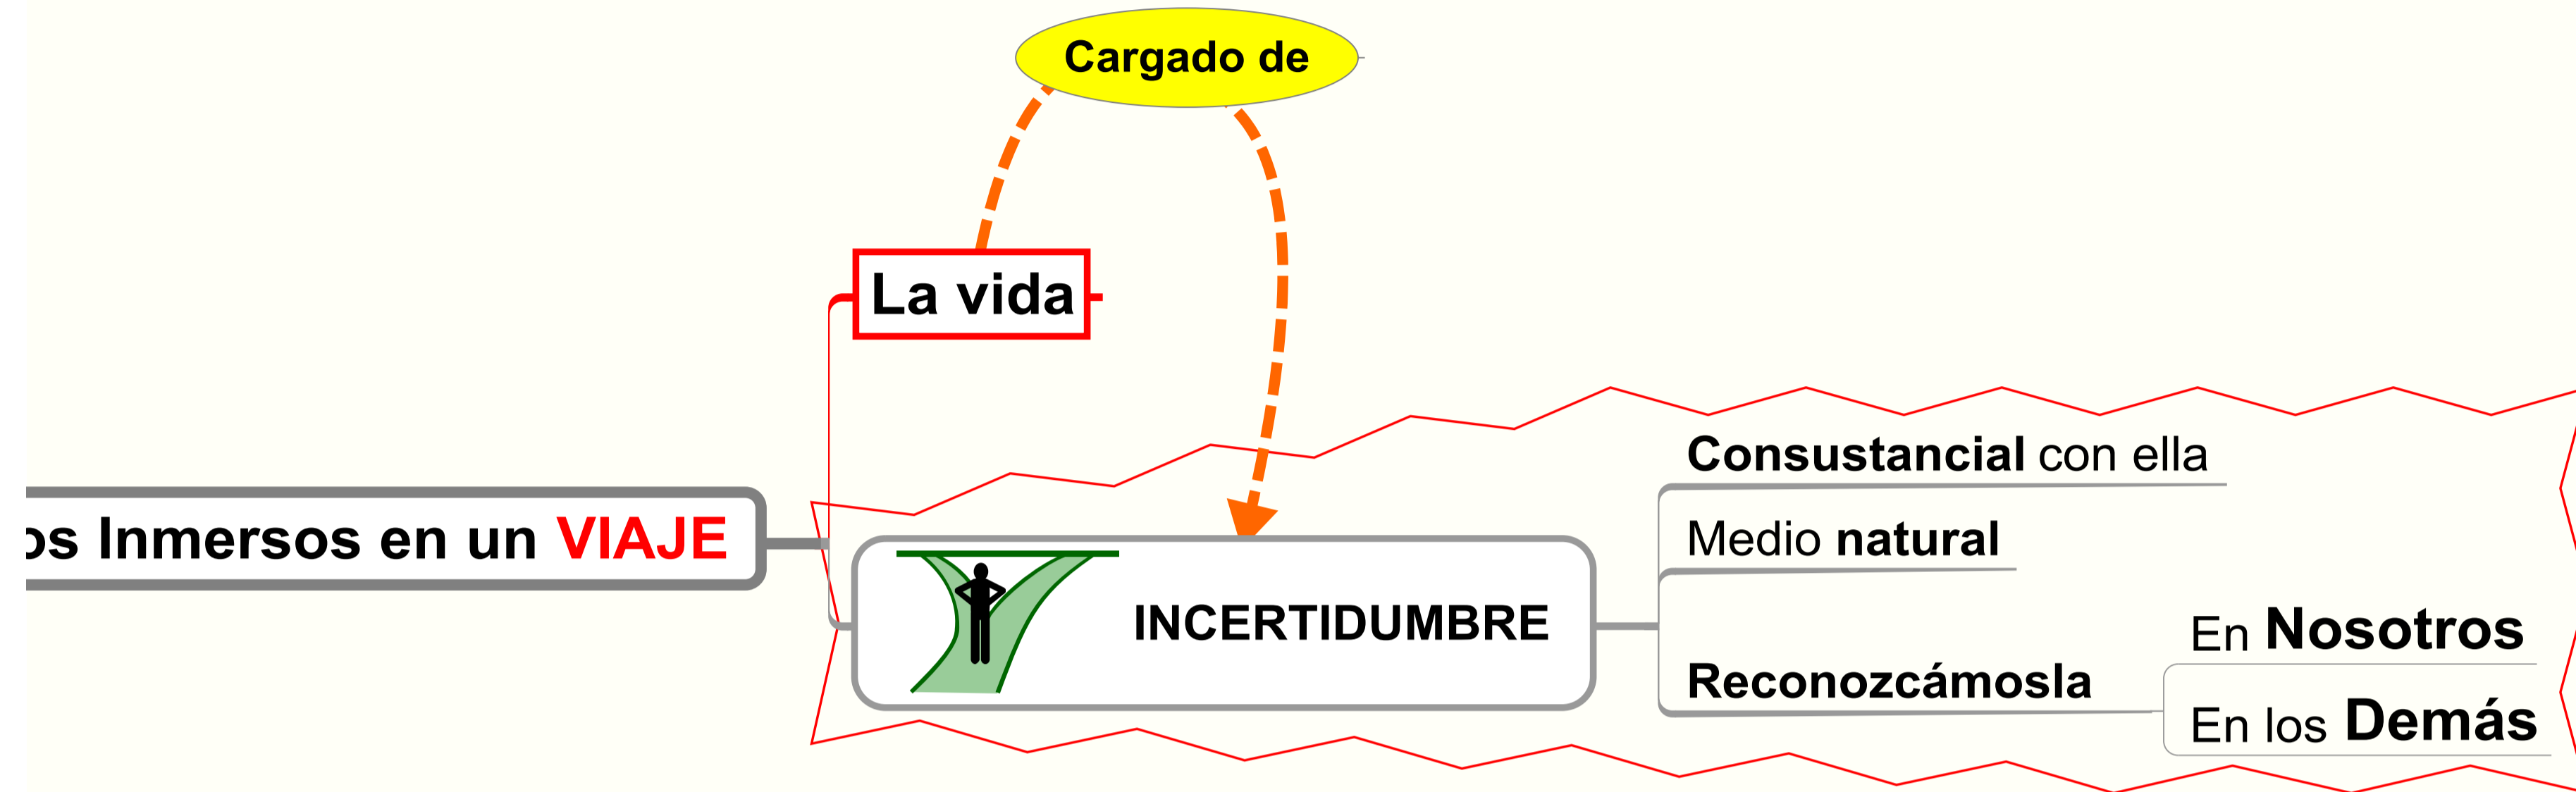 Cargado de
La vida
Inmersos en un VIAJE
INCERTIDUMBRE
Consustancial con ella
Medio natural
Reconozcámosla
En Nosotros
En los Demás